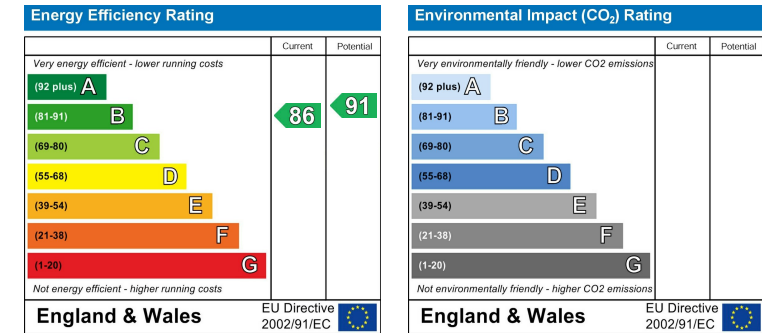 Energy Efficiency Rating
Current Potential
Very energy efficient - lower running costs
(92 plus) A
(81-91) B
86
91
(69-80) C
(55-68) D
(39-54) E
(21-38) F
(1-20) G
Not energy efficient - higher running costs
England & Wales
EU Directive
2002/91/EC
Environmental Impact (CO₂) Rating
Current Potential
Very environmentally friendly - lower CO2 emissions
(92 plus) A
(81-91) B
(69-80) C
(55-68) D
(39-54) E
(21-38) F
(1-20) G
Not environmentally friendly - higher CO2 emissions
England & Wales
EU Directive
2002/91/EC